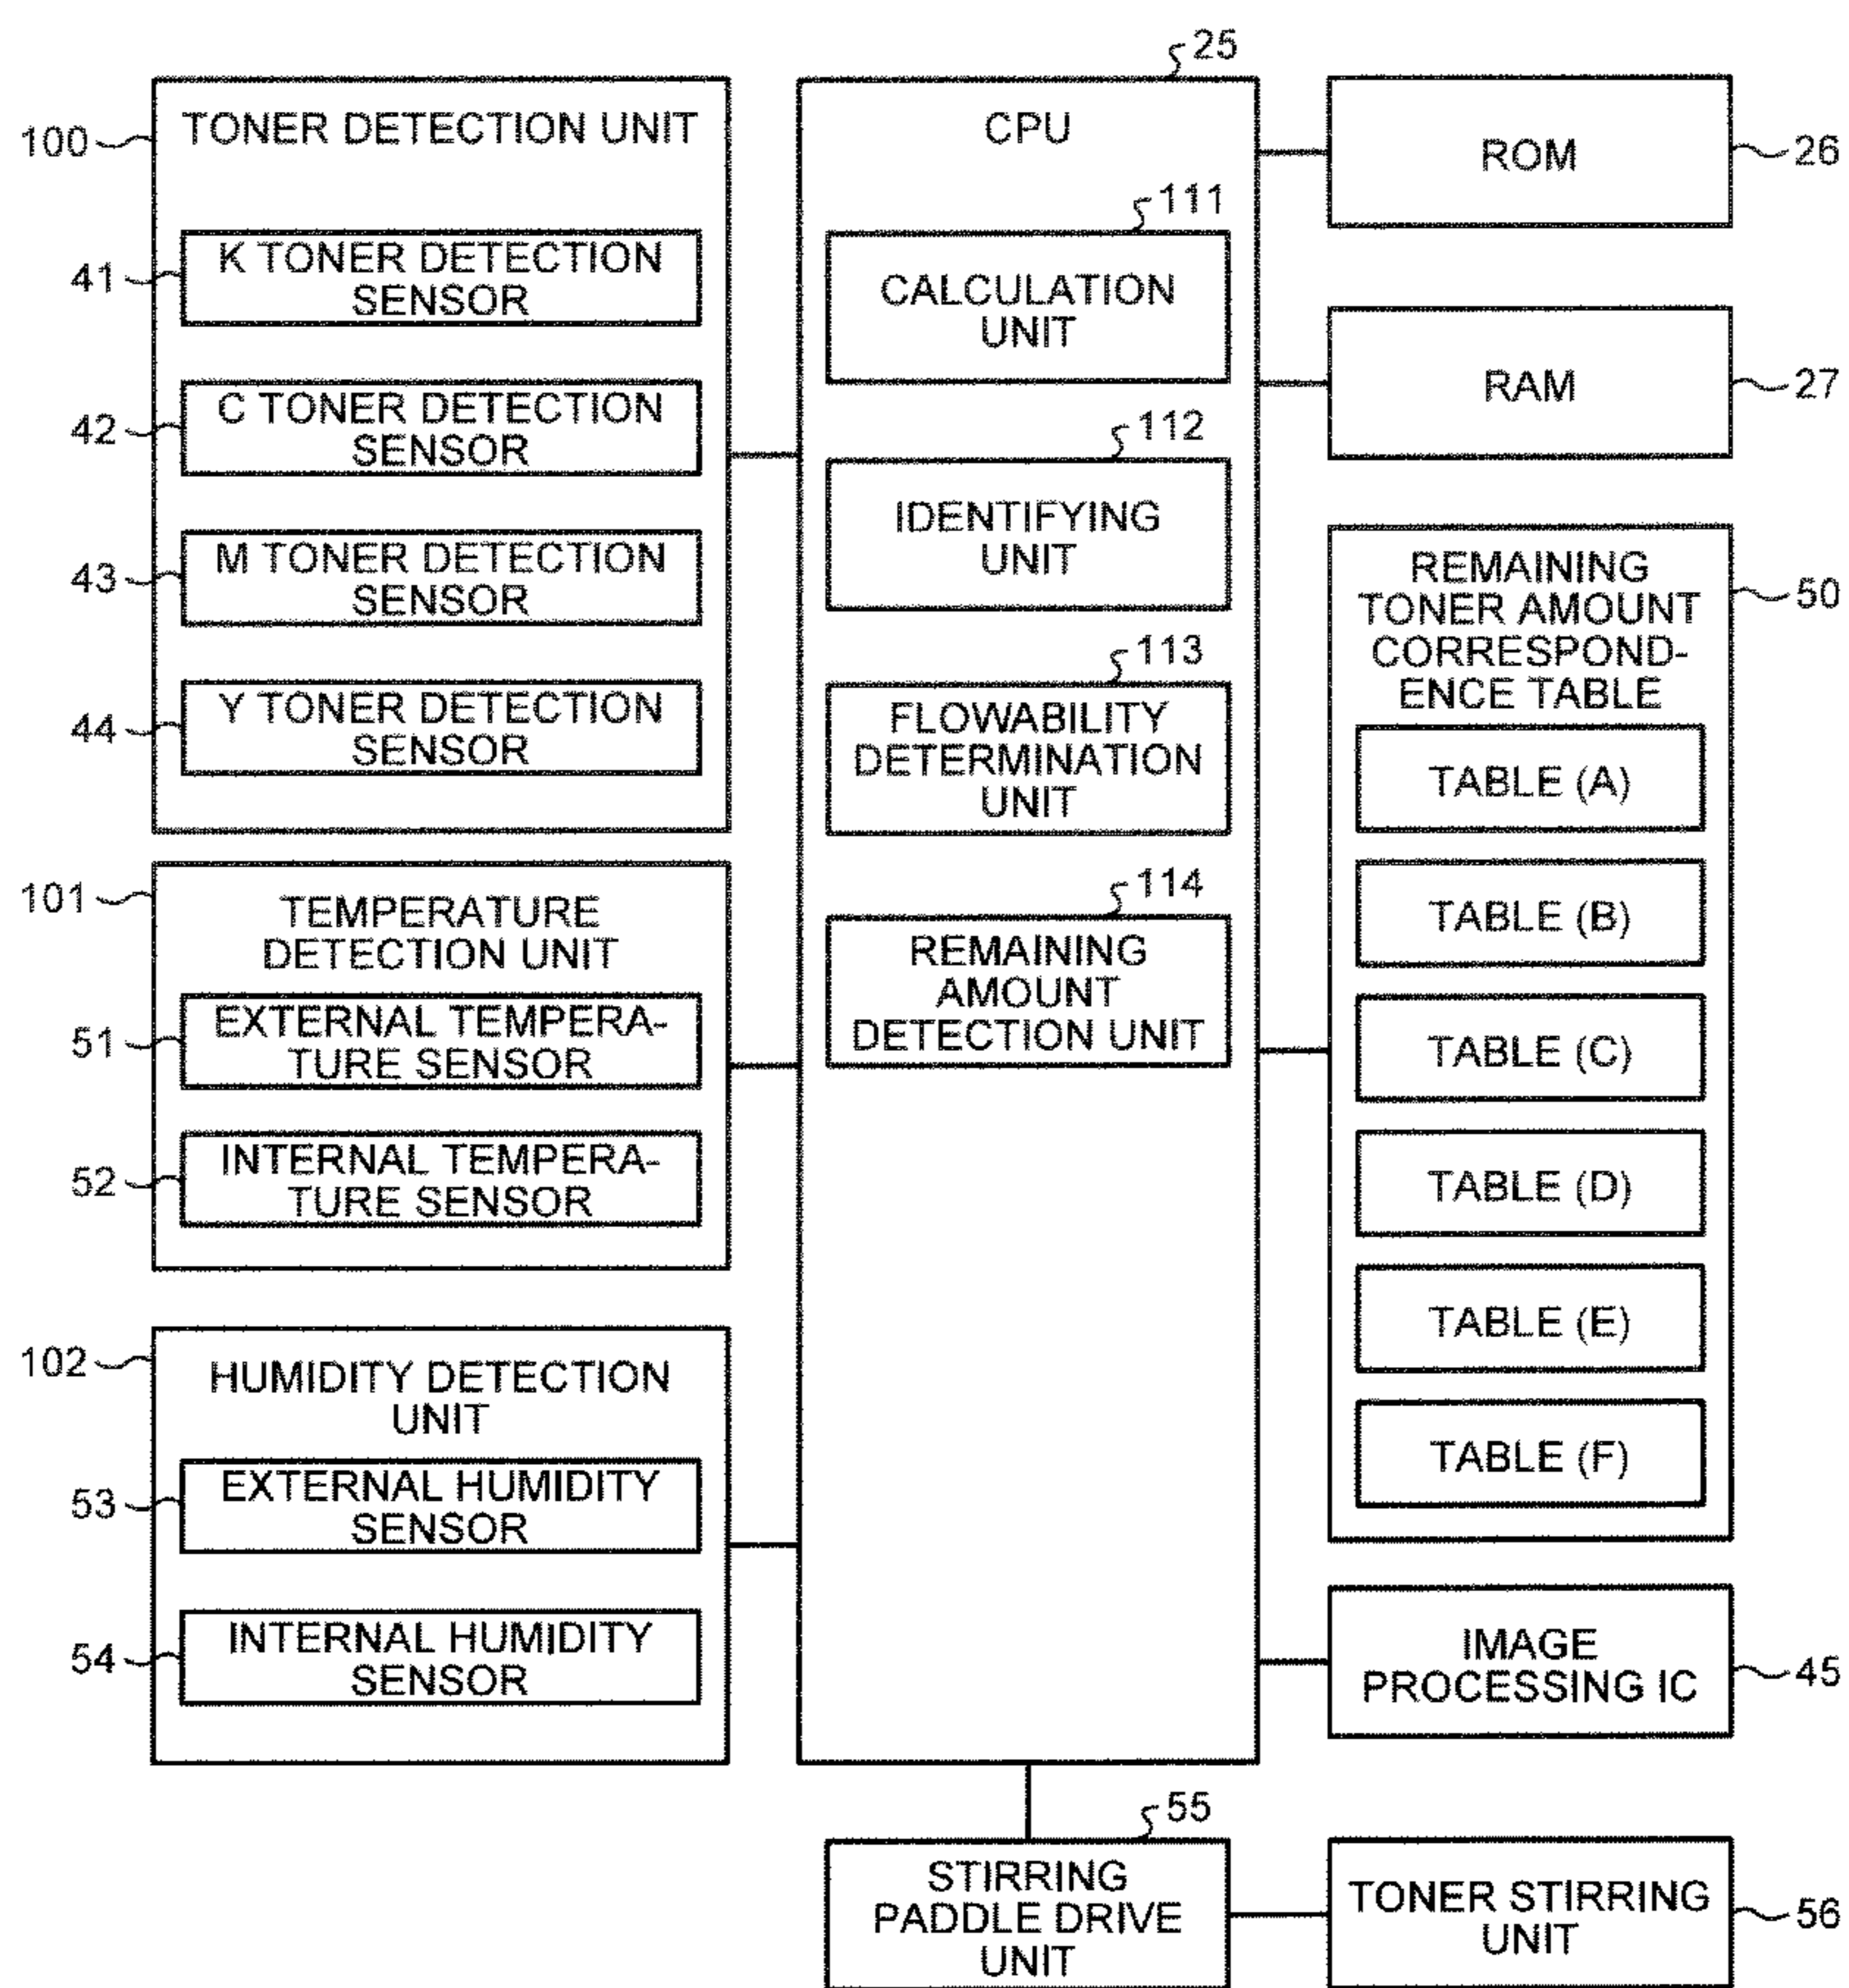 100
TONER DETECTION UNIT
41
K TONER DETECTION
SENSOR
42
C TONER DETECTION
SENSOR
43
M TONER DETECTION
SENSOR
44
Y TONER DETECTION
SENSOR
101
TEMPERATURE
DETECTION UNIT
51
EXTERNAL TEMPERA-
TURE SENSOR
52
INTERNAL TEMPERA-
TURE SENSOR
102
HUMIDITY DETECTION
UNIT
53
EXTERNAL HUMIDITY
SENSOR
54
INTERNAL HUMIDITY
SENSOR
25
CPU
111
CALCULATION
UNIT
112
IDENTIFYING
UNIT
113
FLOWABILITY
DETERMINATION
UNIT
114
REMAINING
AMOUNT
DETECTION UNIT
ROM
26
RAM
27
REMAINING
TONER AMOUNT
CORRESPOND-
ENCE TABLE
50
TABLE (A)
TABLE (B)
TABLE (C)
TABLE (D)
TABLE (E)
TABLE (F)
IMAGE
PROCESSING IC
45
55
STIRRING
PADDLE DRIVE
UNIT
TONER STIRRING
UNIT
56